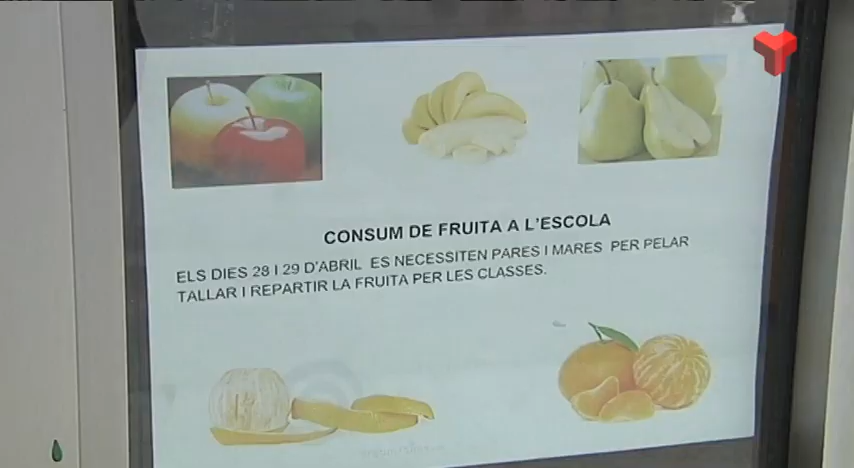 CONSUM DE FRUITA A L'ESCOLA
ELS DIES 28 I 29 D'ABRIL ES NECESSITEN PARES I MARES PER PELAR
TALLAR I REPARTIR LA FRUITA PER LES CLASSES.